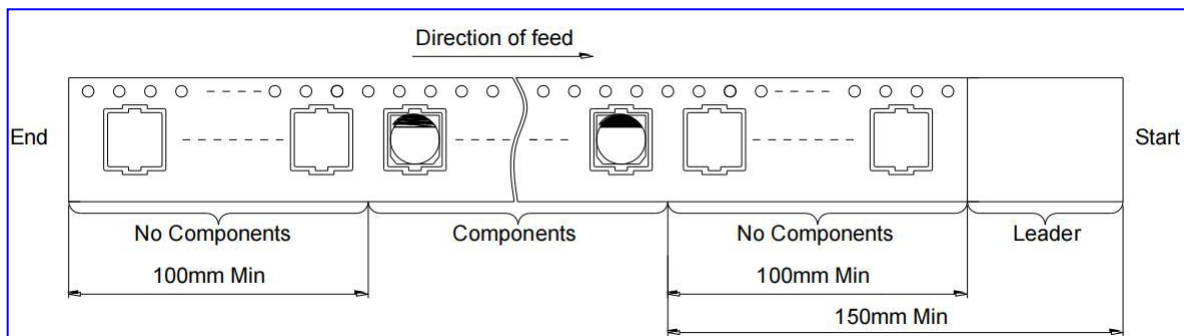 Direction of feed
End
Start
No Components
Components
No Components
Leader
100mm Min
100mm Min
150mm Min